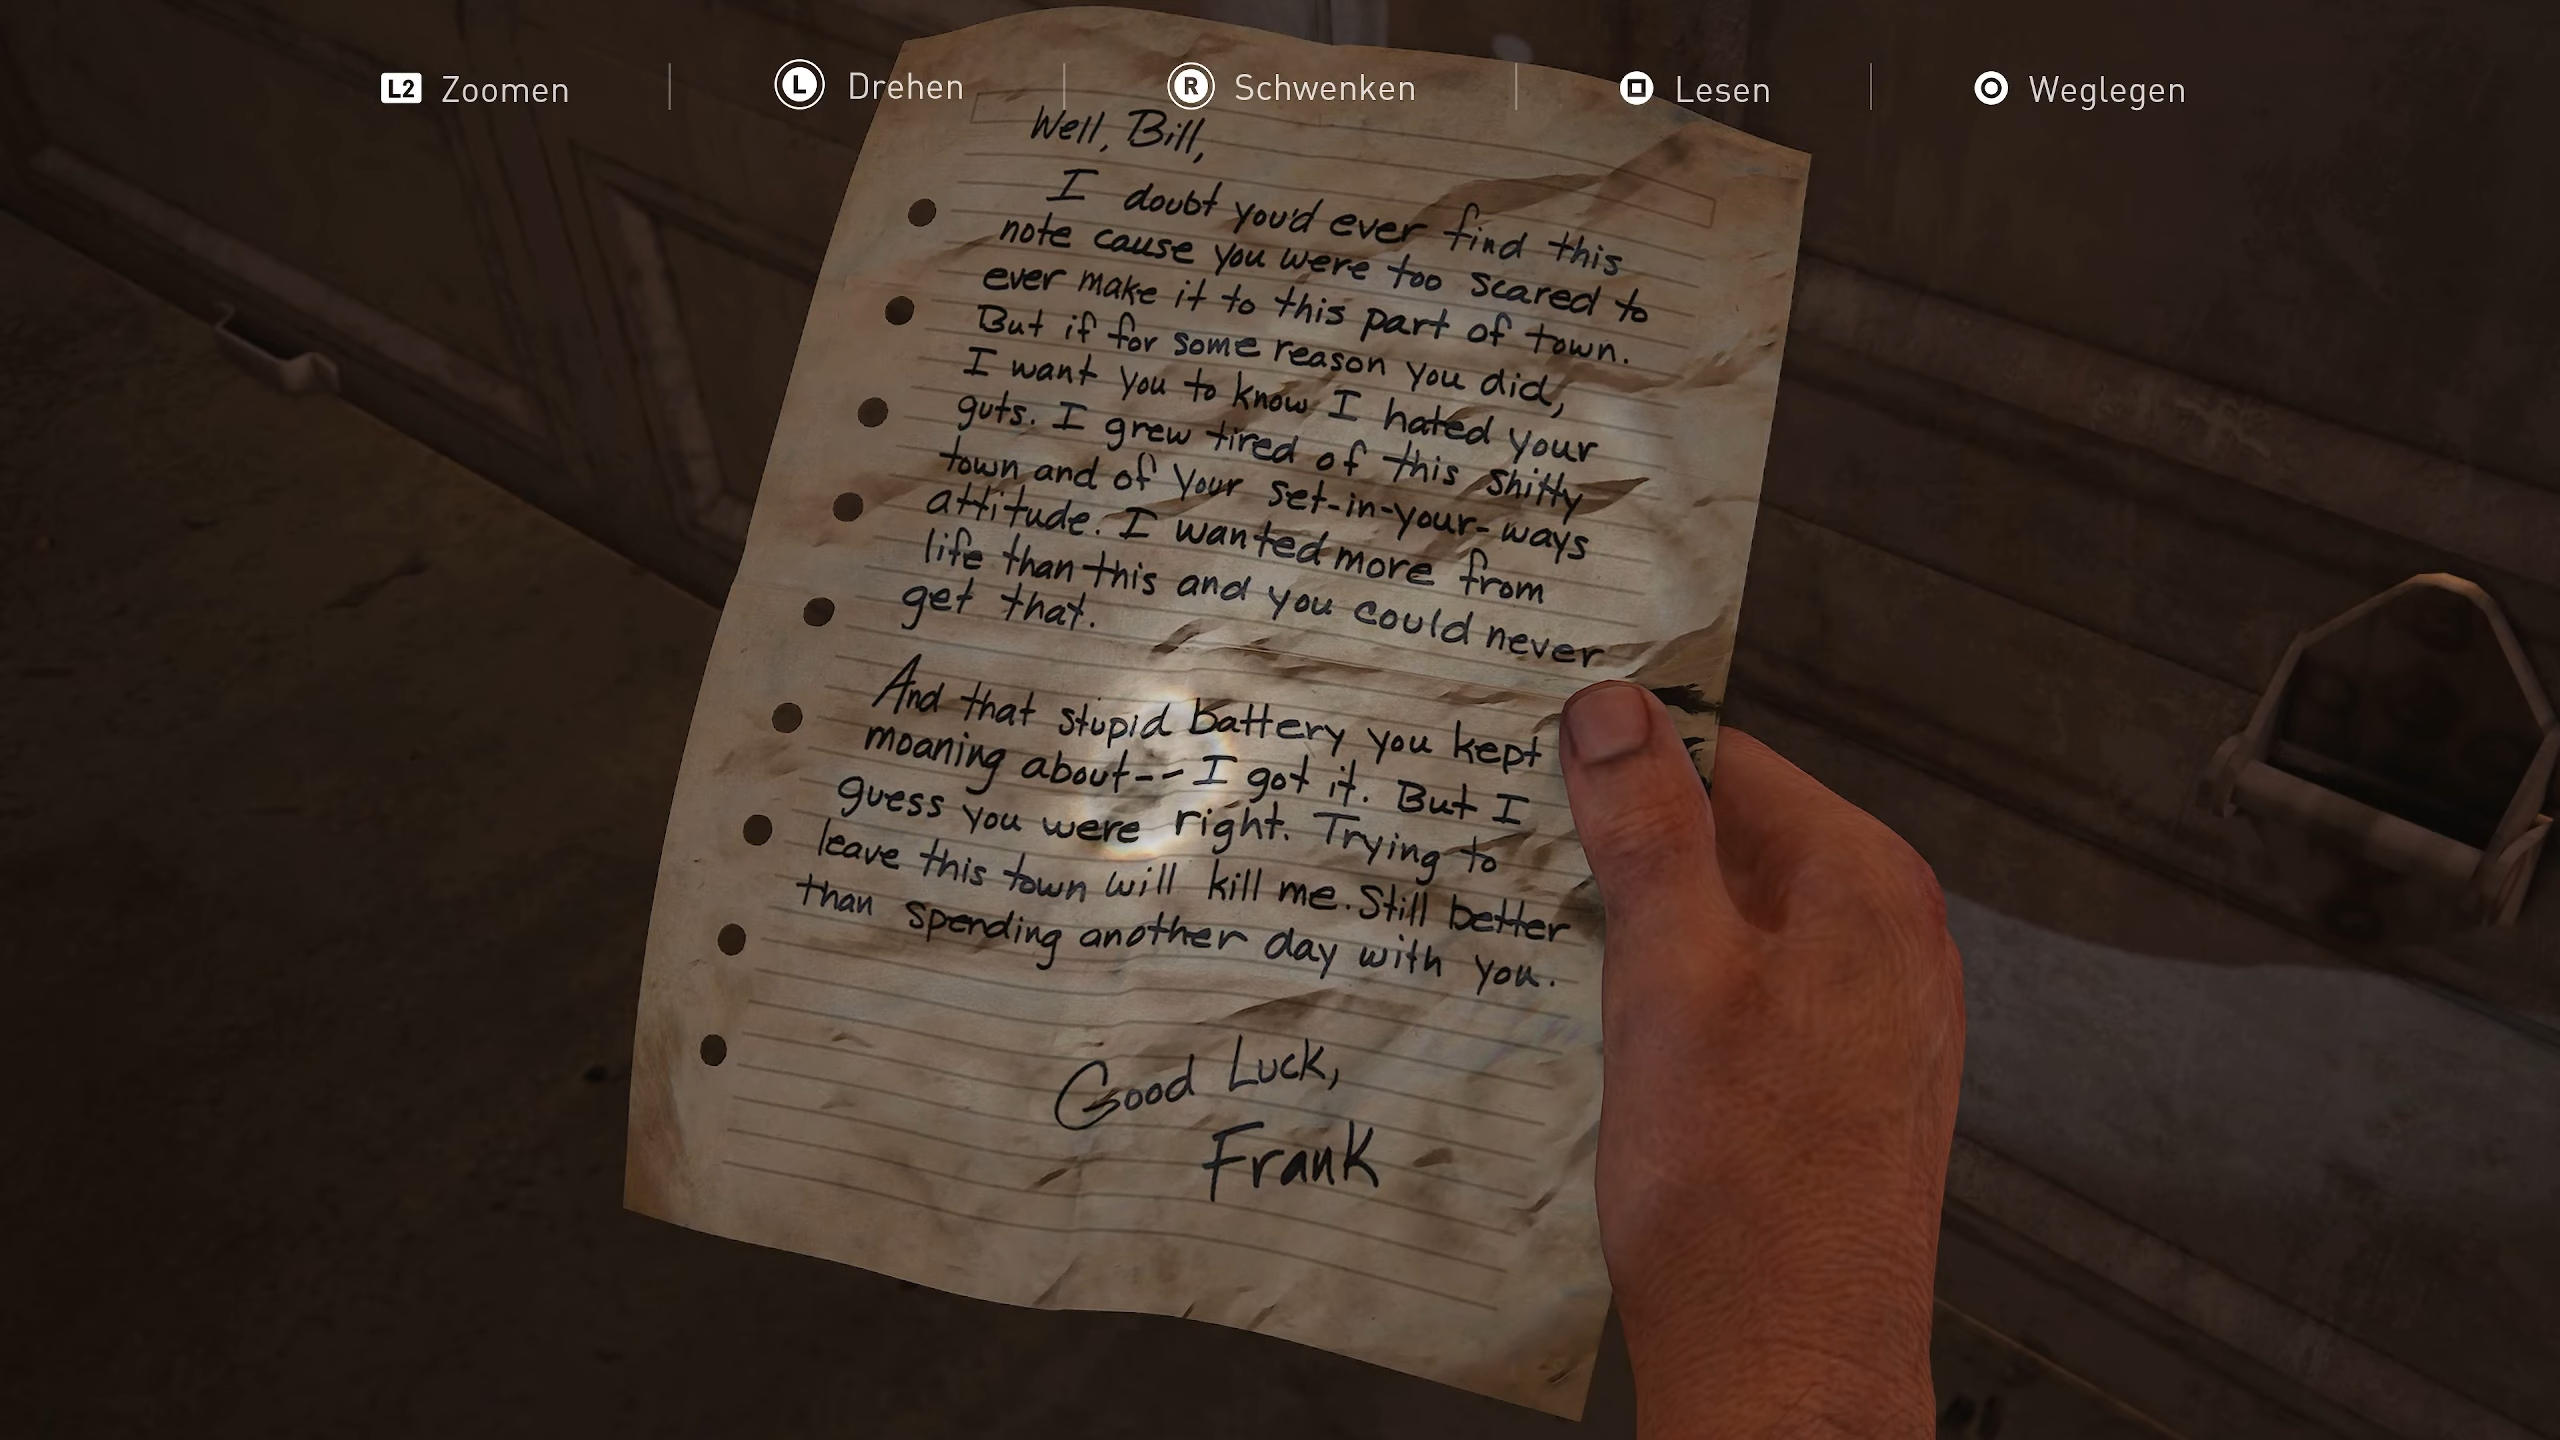 L2 Zoomen L Drehen R Schwenken Lesen Weglegen
Well, Bill,
I doubt you'd ever find this
note cause you were too scared to
ever make it to this part of town.
But if for some reason you did,
I want you to know I hated your
guts. I grew tired of this shitty
town and of your set-in-your-ways
attitude. I wanted more from
life than this and you could never
get that.
And that stupid battery you kept
moaning about-- I got it. But I
guess you were right. Trying to
leave this town will kill me. Still better
than spending another day with you.
Good Luck,
Frank